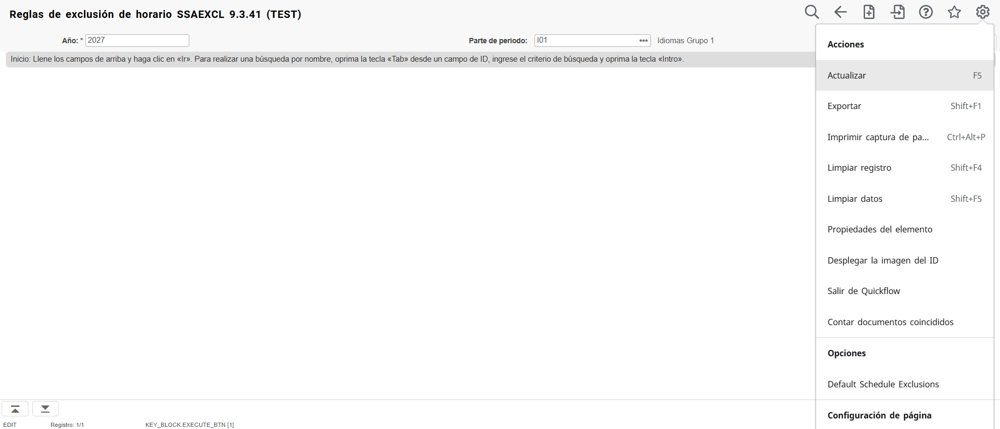 Reglas de exclusión de horario SSAEXCL 9.3.41 (TEST)
Año: * 2027
Parte de periodo: I01 ••• Idiomas Grupo 1
Inicio: Llene los campos de arriba y haga clic en «Ir». Para realizar una búsqueda por nombre, oprima la tecla «Tab» desde un campo de ID, ingrese el criterio de búsqueda y oprima la tecla «Intro».
Acciones
Actualizar F5
Exportar Shift+F1
Imprimir captura de pa... Ctrl+Alt+P
Limpiar registro Shift+F4
Limpiar datos Shift+F5
Propiedades del elemento
Desplegar la imagen del ID
Salir de Quickflow
Contar documentos coincididos
Opciones
Default Schedule Exclusions
Configuración de página
EDIT Registro: 1/1 KEY_BLOCK.EXECUTE_BTN [1]